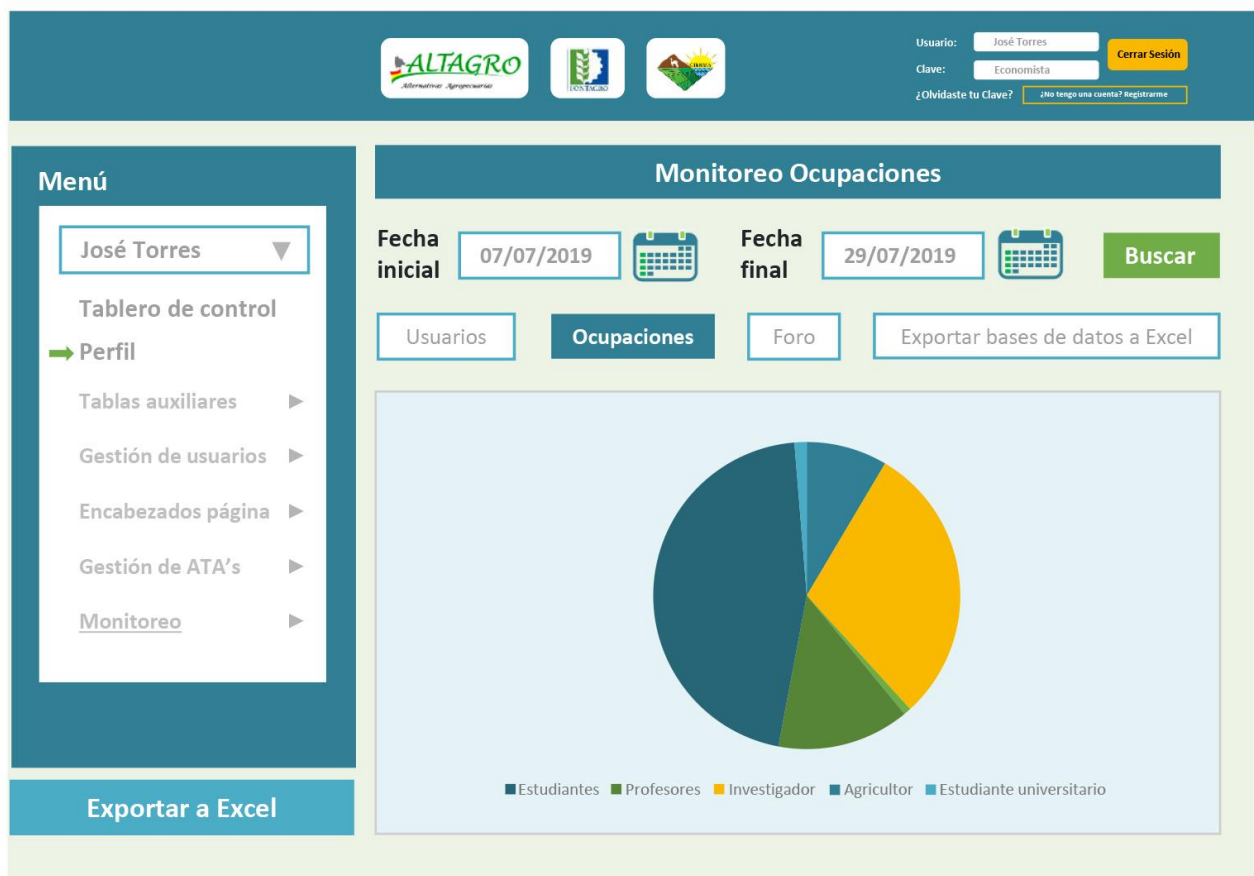 ALTAGRO
Alternativas Agropecuarias
FONTAGRO
CIRNMA
Usuario: José Torres
Clave: Economista
Cerrar Sesión
¿Olvidaste tu Clave? ¿No tengo una cuenta? Registrarme
Menú
José Torres
Tablero de control
Perfil
Tablas auxiliares
Gestión de usuarios
Encabezados página
Gestión de ATA’s
Monitoreo
Exportar a Excel
Monitoreo Ocupaciones
Fecha inicial 07/07/2019
Fecha final 29/07/2019
Buscar
Usuarios Ocupaciones Foro Exportar bases de datos a Excel
Estudiantes Profesores Investigador Agricultor Estudiante universitario